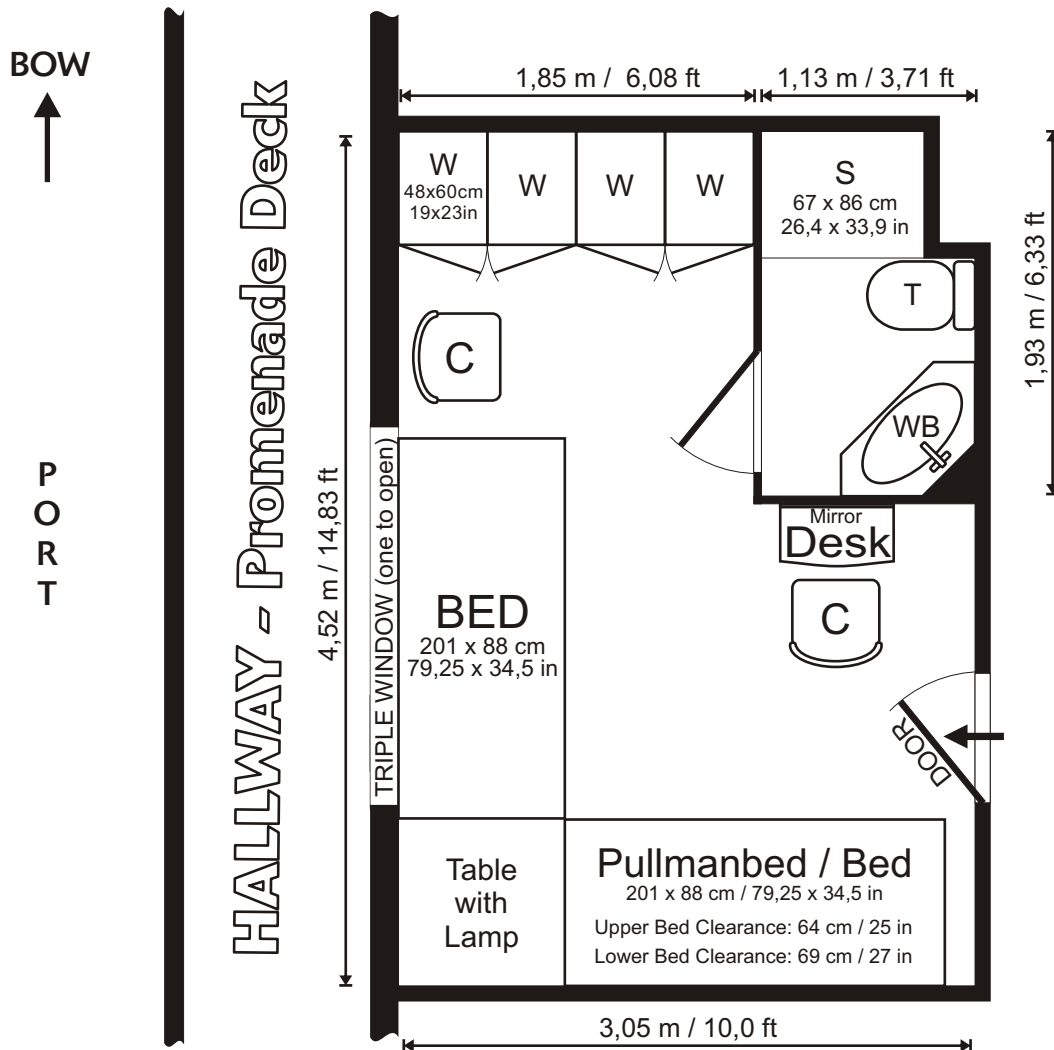 BOW
1,85 m / 6,08 ft
1,13 m / 3,71 ft
HALLWAY - Promenade Deck
W
48x60cm
19x23in
W
W
W
S
67 x 86 cm
26,4 x 33,9 in
T
C
1,93 m / 6,33 ft
WB
P
O
R
T
4,52 m / 14,83 ft
TRIPLE WINDOW (one to open)
Mirror
Desk
BED
201 x 88 cm
79,25 x 34,5 in
C
DOOR
Table
with
Lamp
Pullmanbed / Bed
201 x 88 cm / 79,25 x 34,5 in
Upper Bed Clearance: 64 cm / 25 in
Lower Bed Clearance: 69 cm / 27 in
3,05 m / 10,0 ft